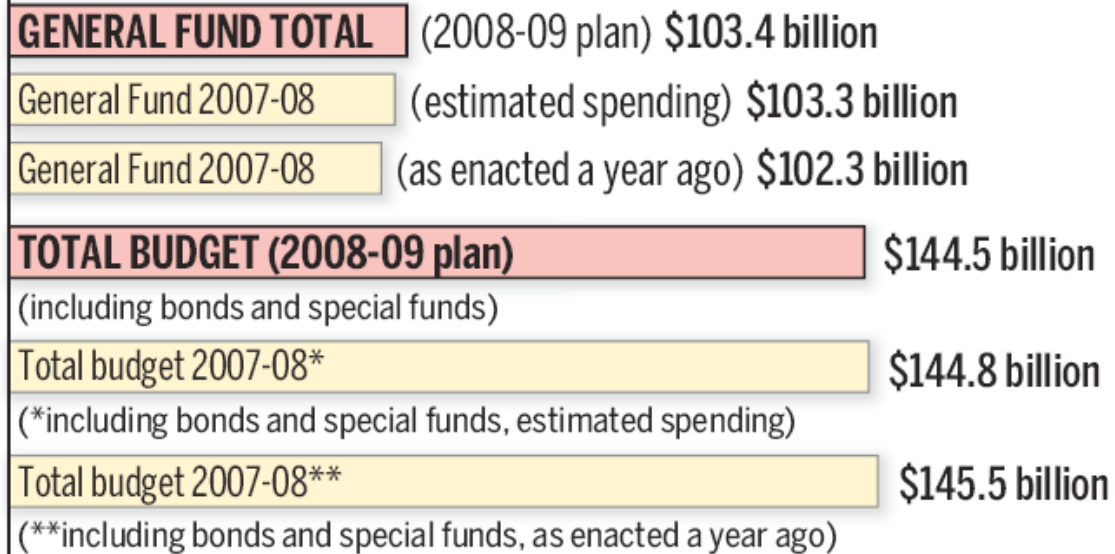 GENERAL FUND TOTAL (2008-09 plan) $103.4 billion
General Fund 2007-08 (estimated spending) $103.3 billion
General Fund 2007-08 (as enacted a year ago) $102.3 billion
TOTAL BUDGET (2008-09 plan) $144.5 billion
(including bonds and special funds)
Total budget 2007-08* $144.8 billion
(*including bonds and special funds, estimated spending)
Total budget 2007-08** $145.5 billion
(**including bonds and special funds, as enacted a year ago)